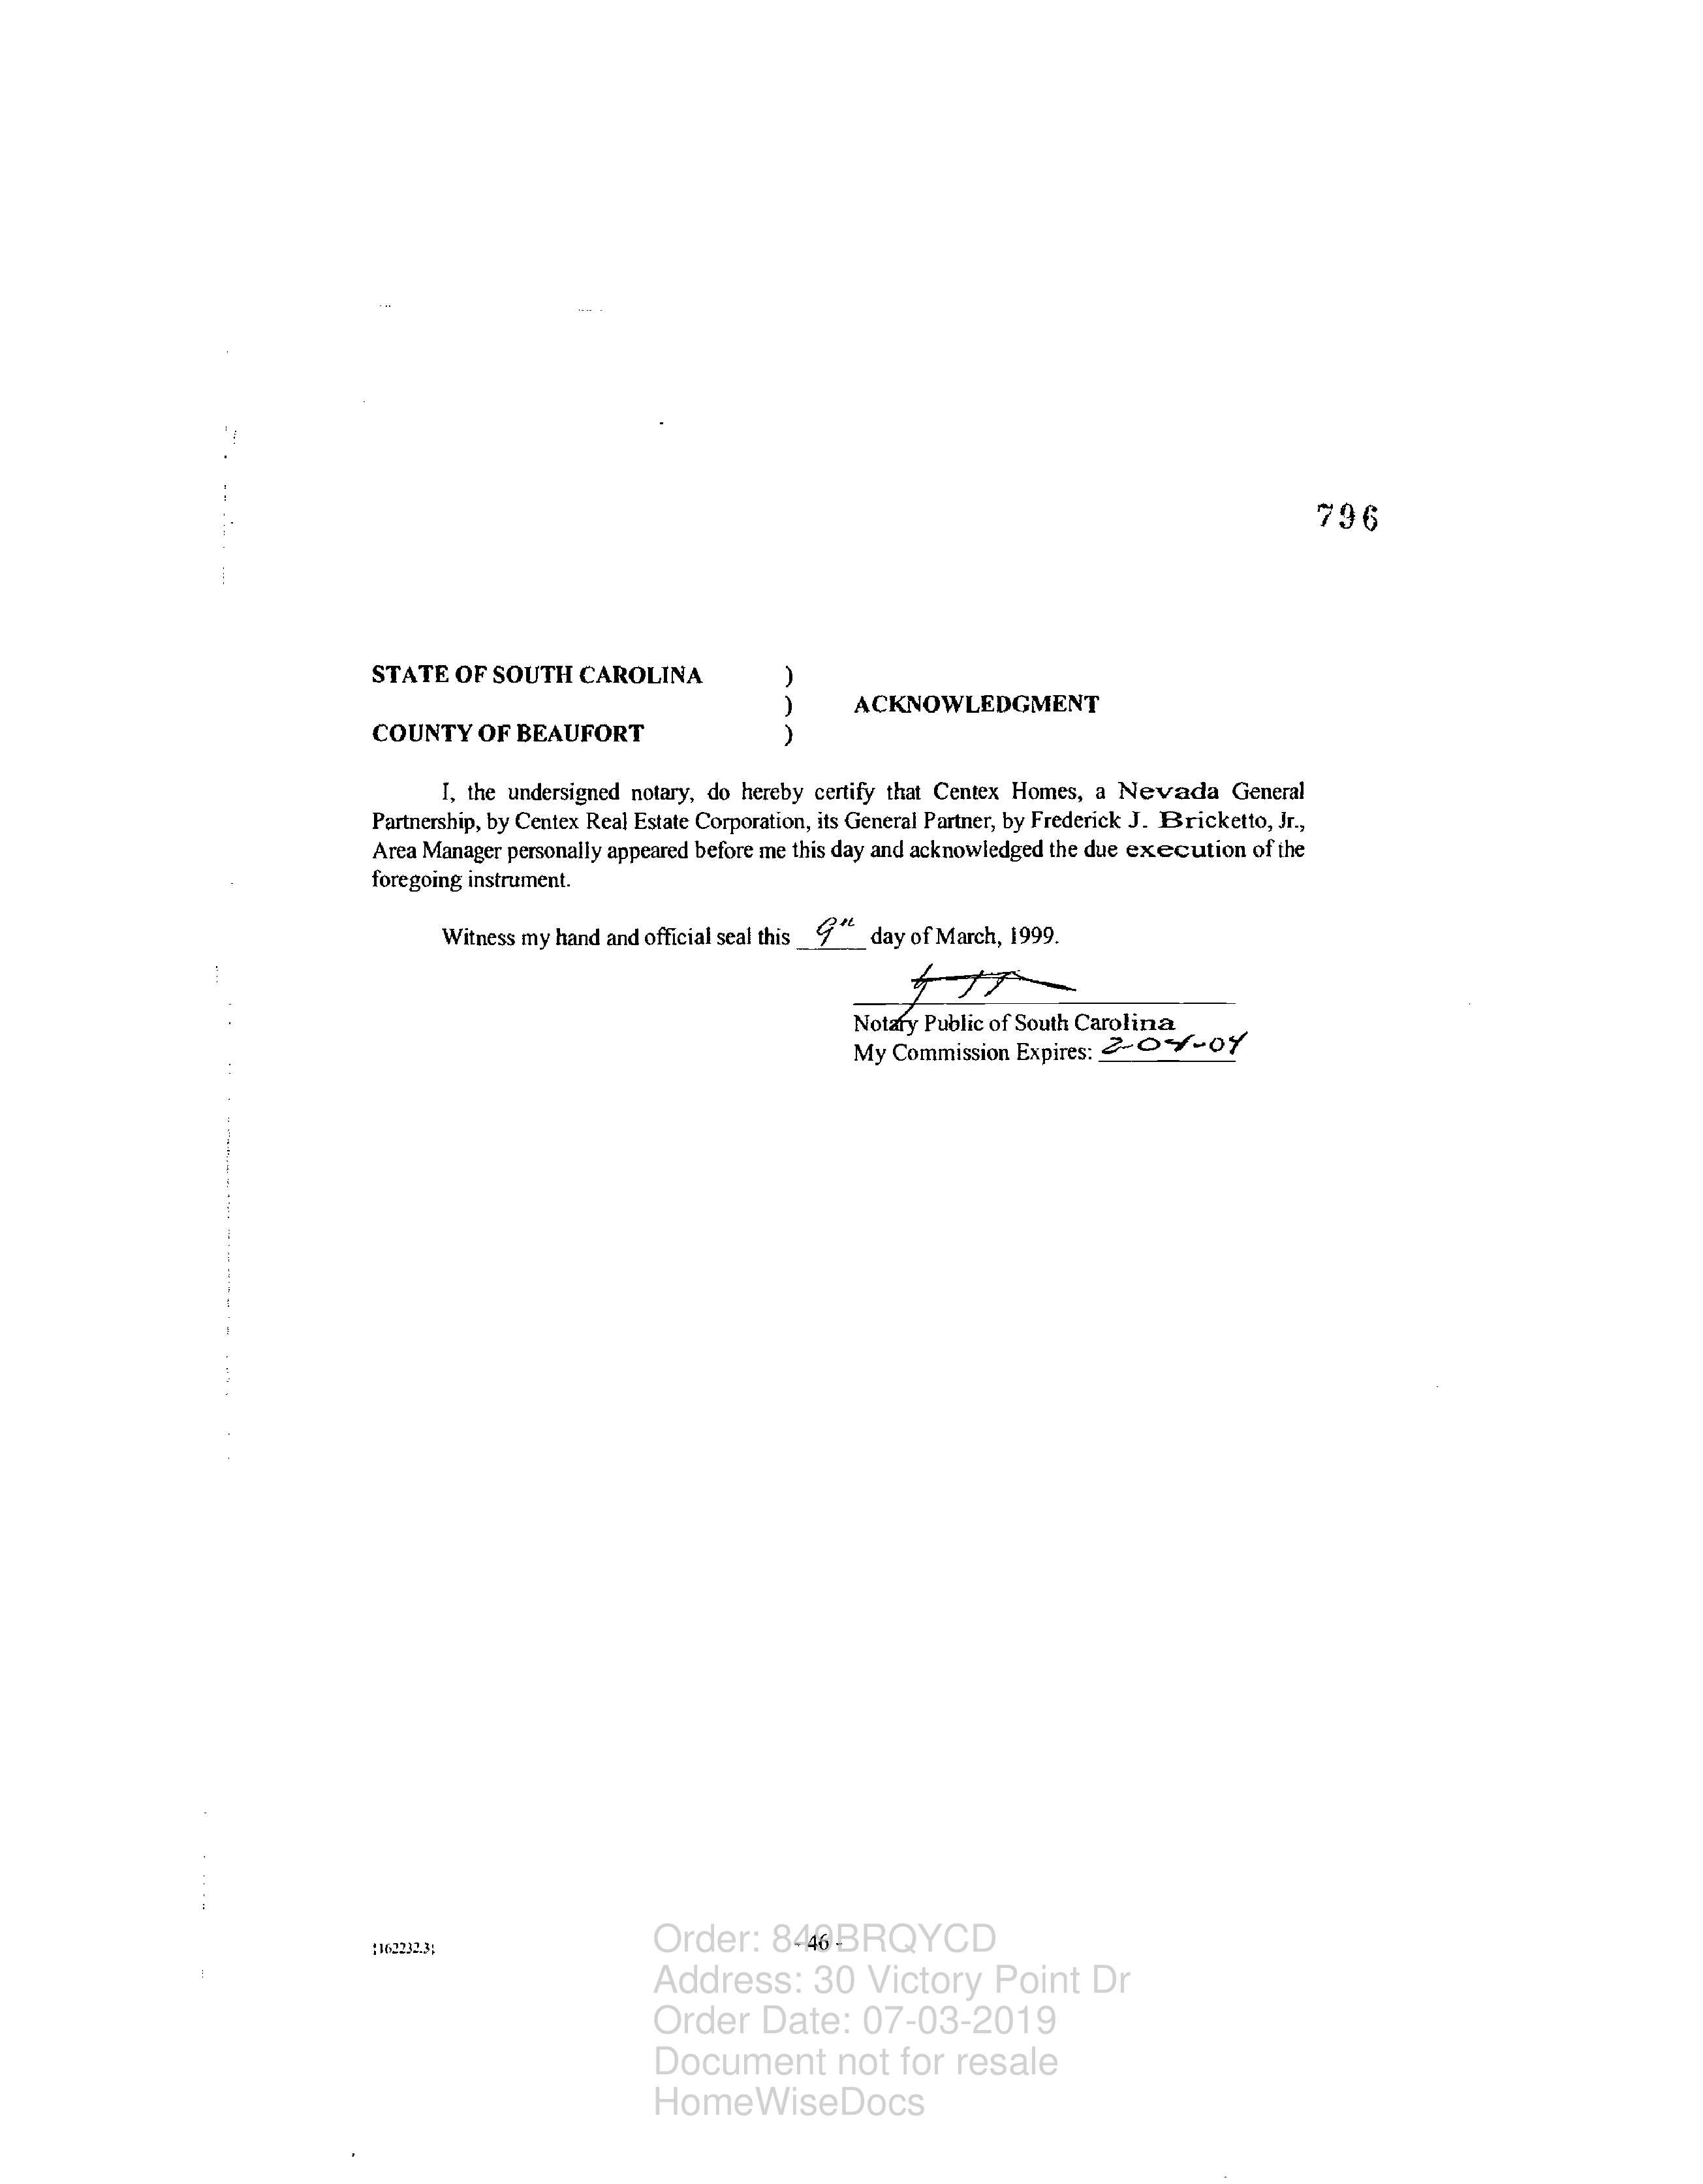 796
STATE OF SOUTH CAROLINA )
) ACKNOWLEDGMENT
COUNTY OF BEAUFORT )
I, the undersigned notary, do hereby certify that Centex Homes, a Nevada General
Partnership, by Centex Real Estate Corporation, its General Partner, by Frederick J. Bricketto, Jr.,
Area Manager personally appeared before me this day and acknowledged the due execution of the
foregoing instrument.
Witness my hand and official seal this 9th day of March, 1999.
Notary Public of South Carolina
My Commission Expires: 2-04-04
{162232.3}
- 46 -
Order: 840BRQYCD
Address: 30 Victory Point Dr
Order Date: 07-03-2019
Document not for resale
HomeWiseDocs